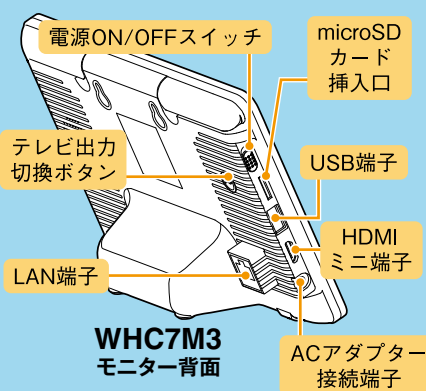 電源ON/OFFスイッチ
microSD
カード
挿入口
テレビ出力
切換ボタン
USB端子
HDMI
ミニ端子
LAN端子
WHC7M3
モニター背面
ACアダプター
接続端子